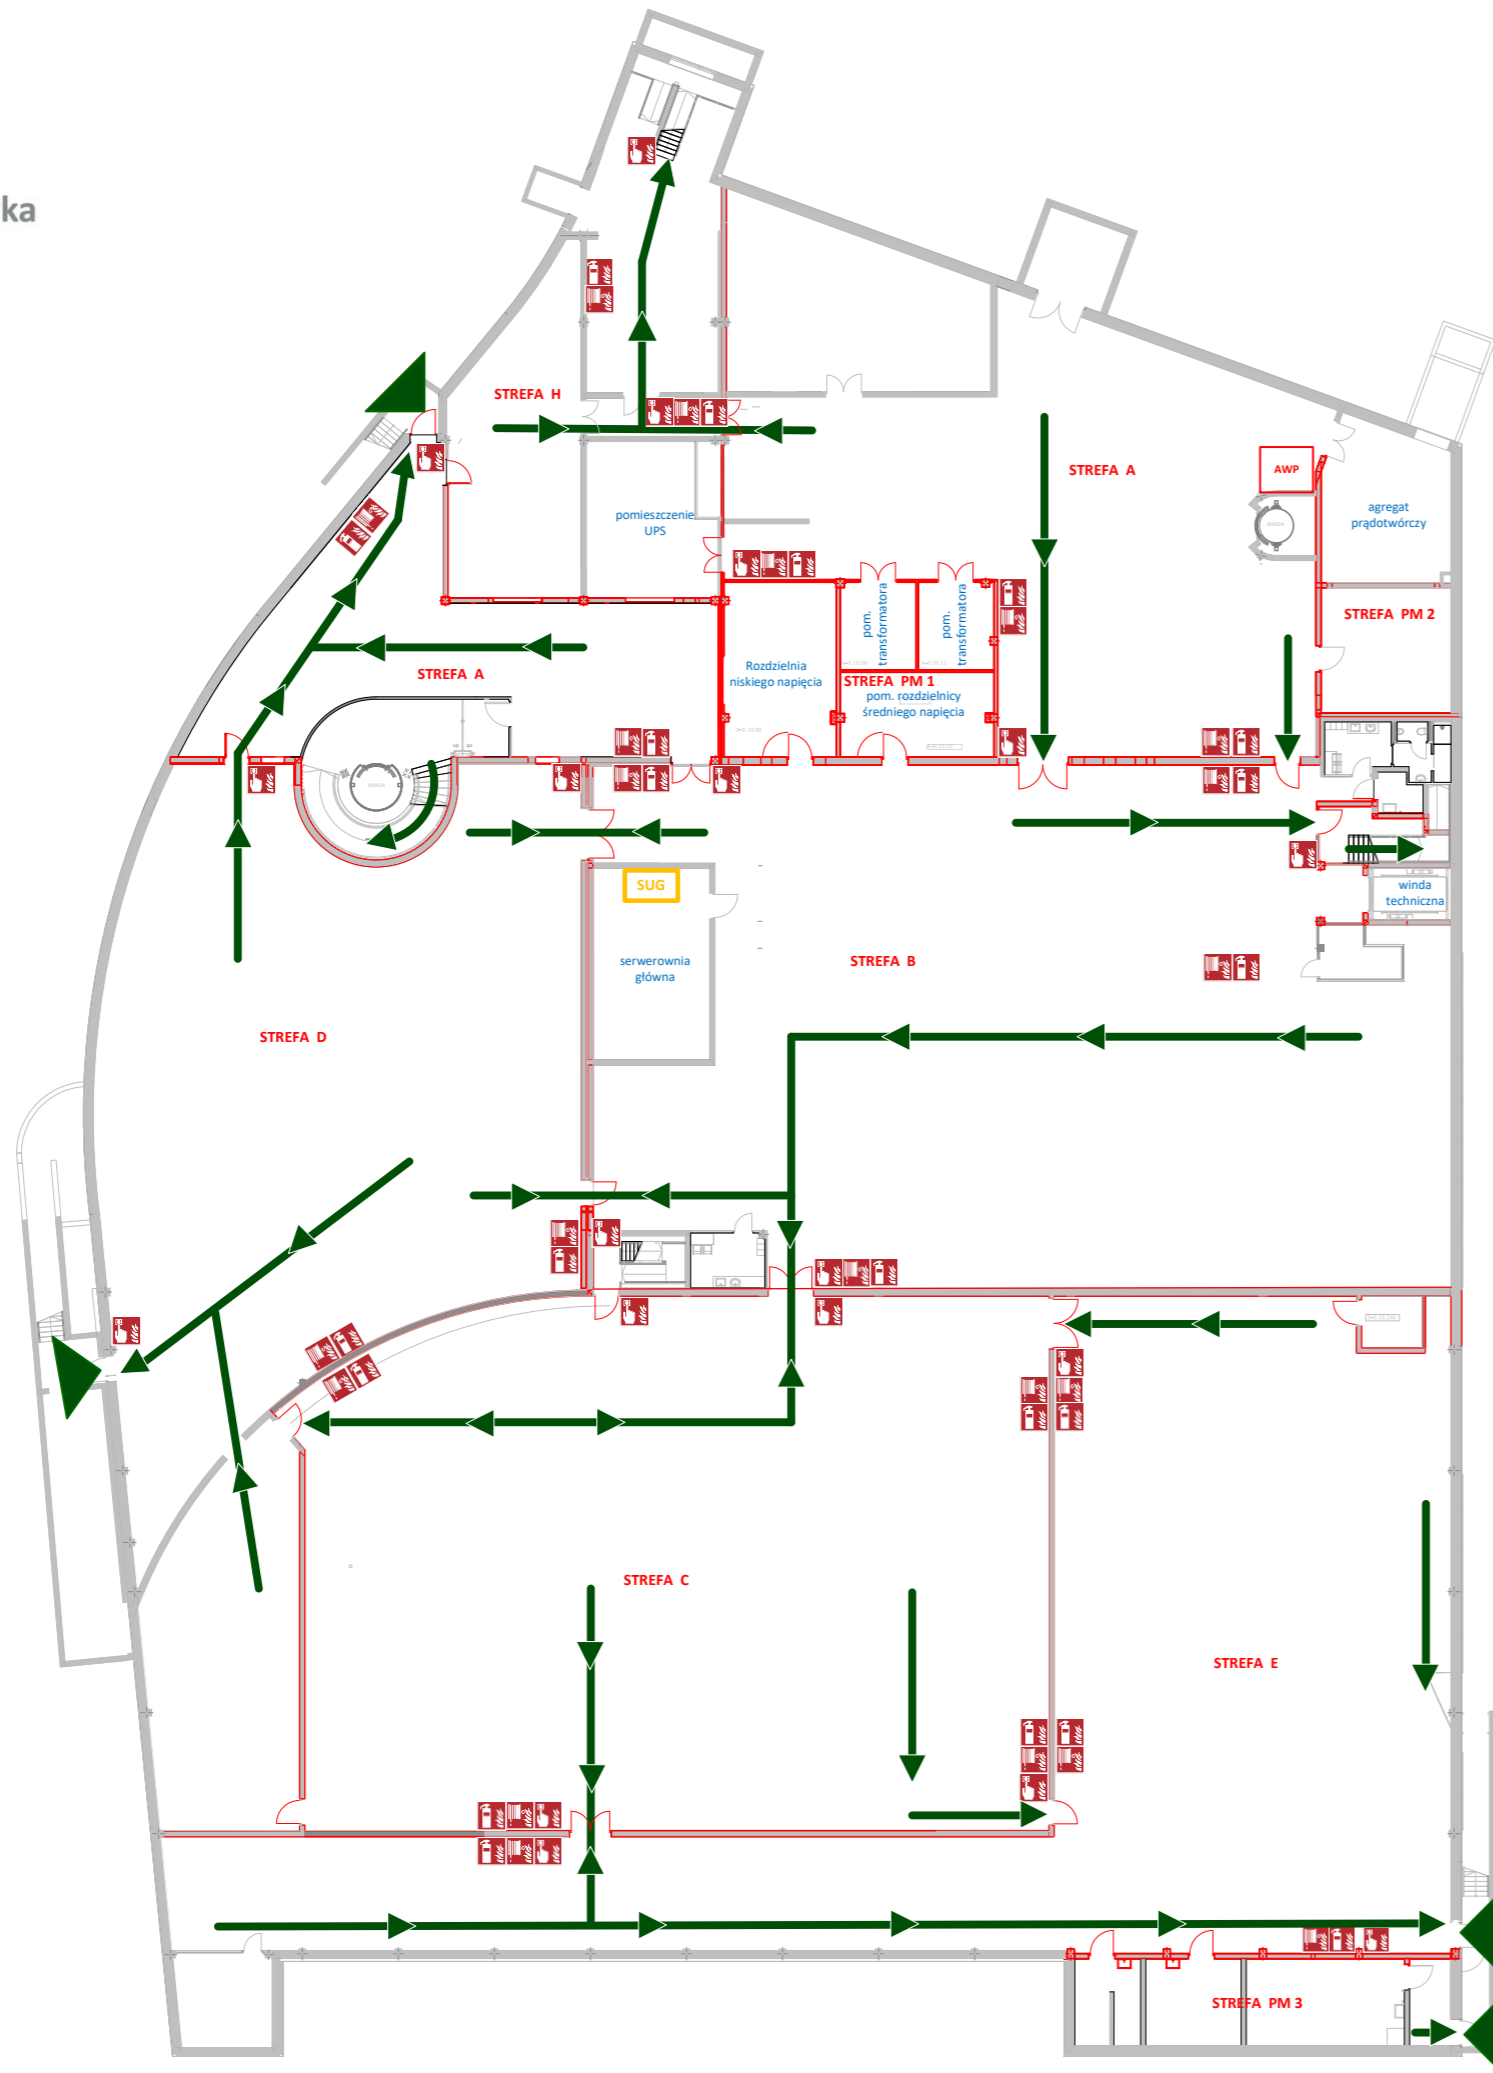 ka
STREFA H
STREFA A
AWP
pomieszczenie
UPS
agregat
prądotwórczy
pom.
transformatora
pom.
transformatora
STREFA PM 2
Rozdzielnia
niskiego napięcia
STREFA A
STREFA PM 1
pom. rozdzielnicy
średniego napięcia
WINDA
SUG
winda
techniczna
serwerownia
główna
STREFA B
STREFA D
STREFA C
STREFA E
STREFA PM 3